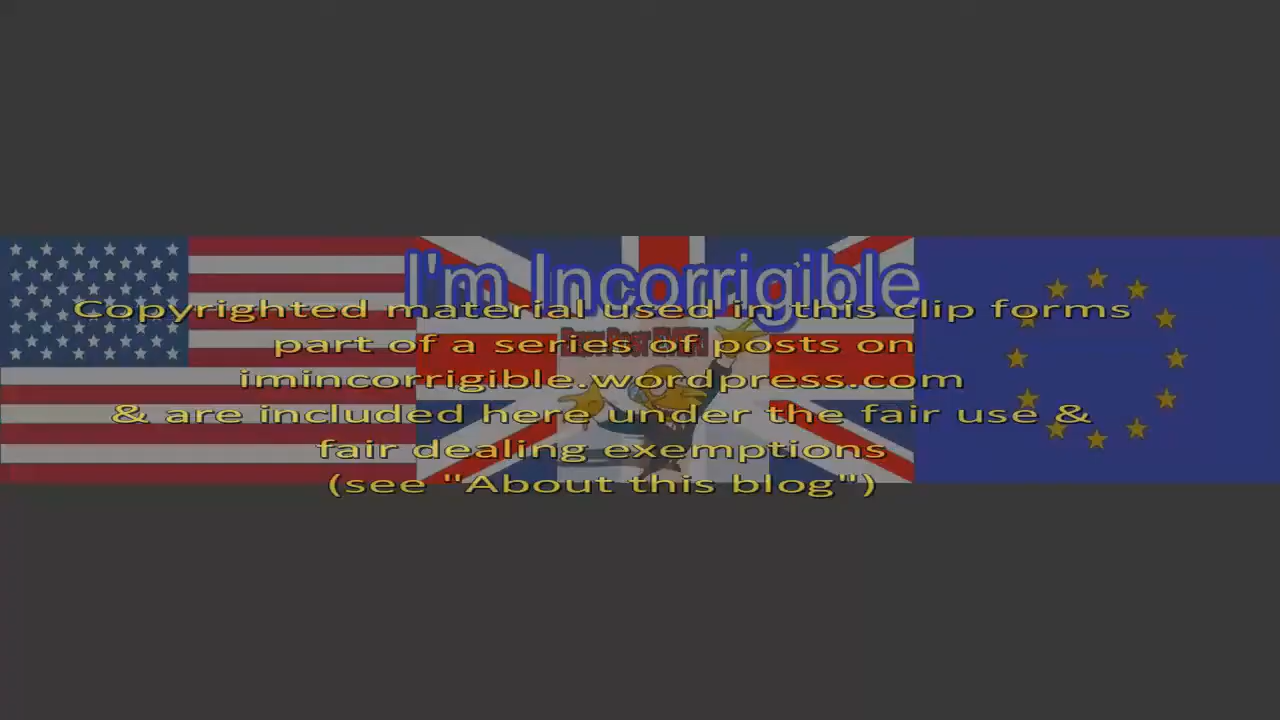 I'm Incorrigible
Copyrighted material used in this clip forms
part of a series of posts on
imincorrigible.wordpress.com
& are included here under the fair use &
fair dealing exemptions
(see "About this blog")